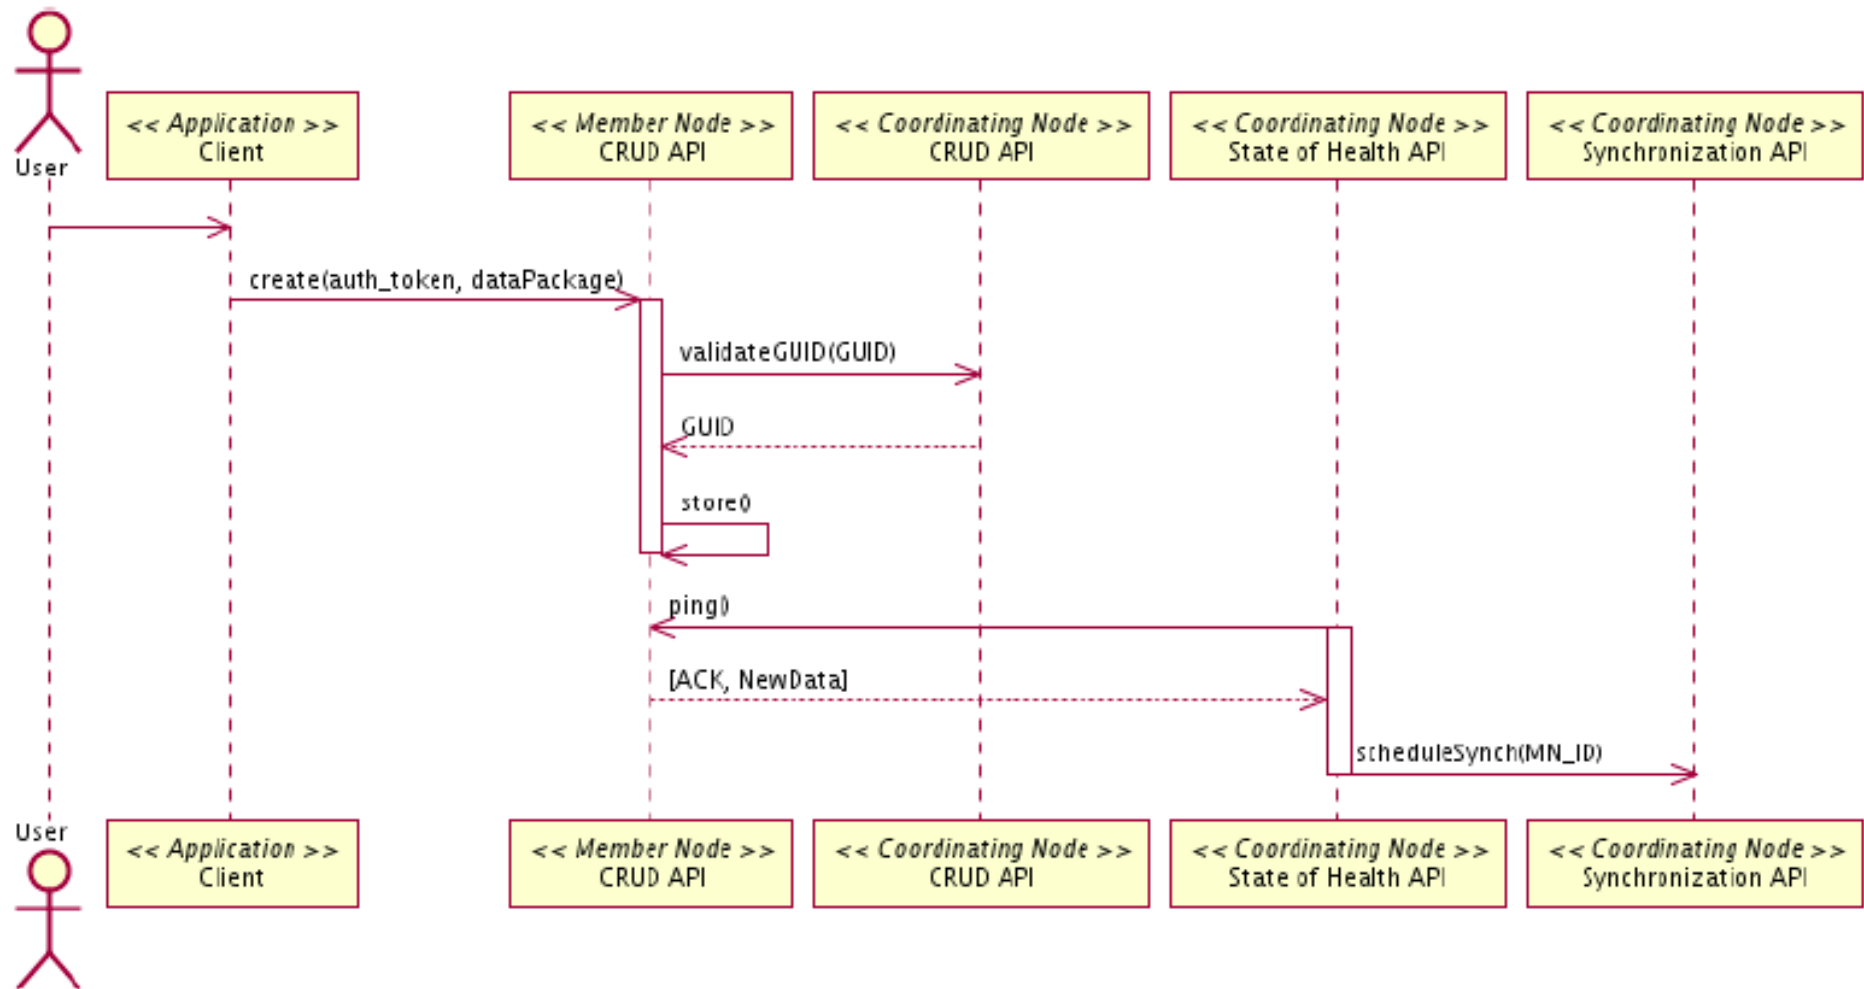 User
<< Application >>
Client
<< Member Node >>
CRUD API
<< Coordinating Node >>
CRUD API
<< Coordinating Node >>
State of Health API
<< Coordinating Node >>
Synchronization API
create(auth_token, dataPackage)
validateGUID(GUID)
GUID
store()
ping()
[ACK, NewData]
scheduleSynch(MN_ID)
User
<< Application >>
Client
<< Member Node >>
CRUD API
<< Coordinating Node >>
CRUD API
<< Coordinating Node >>
State of Health API
<< Coordinating Node >>
Synchronization API